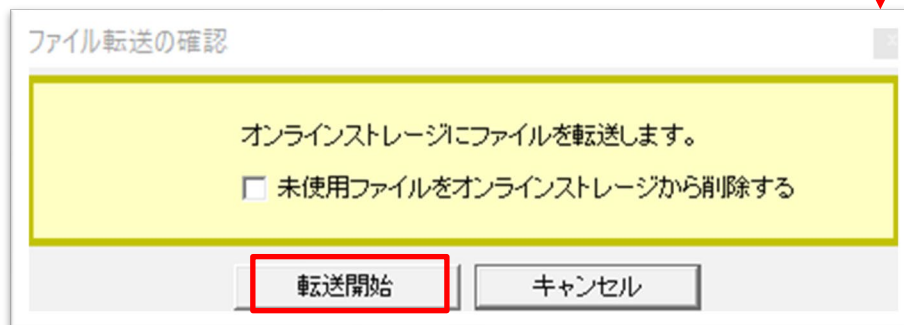 ファイル転送の確認
オンラインストレージにファイルを転送します。
未使用ファイルをオンラインストレージから削除する
転送開始 キャンセル